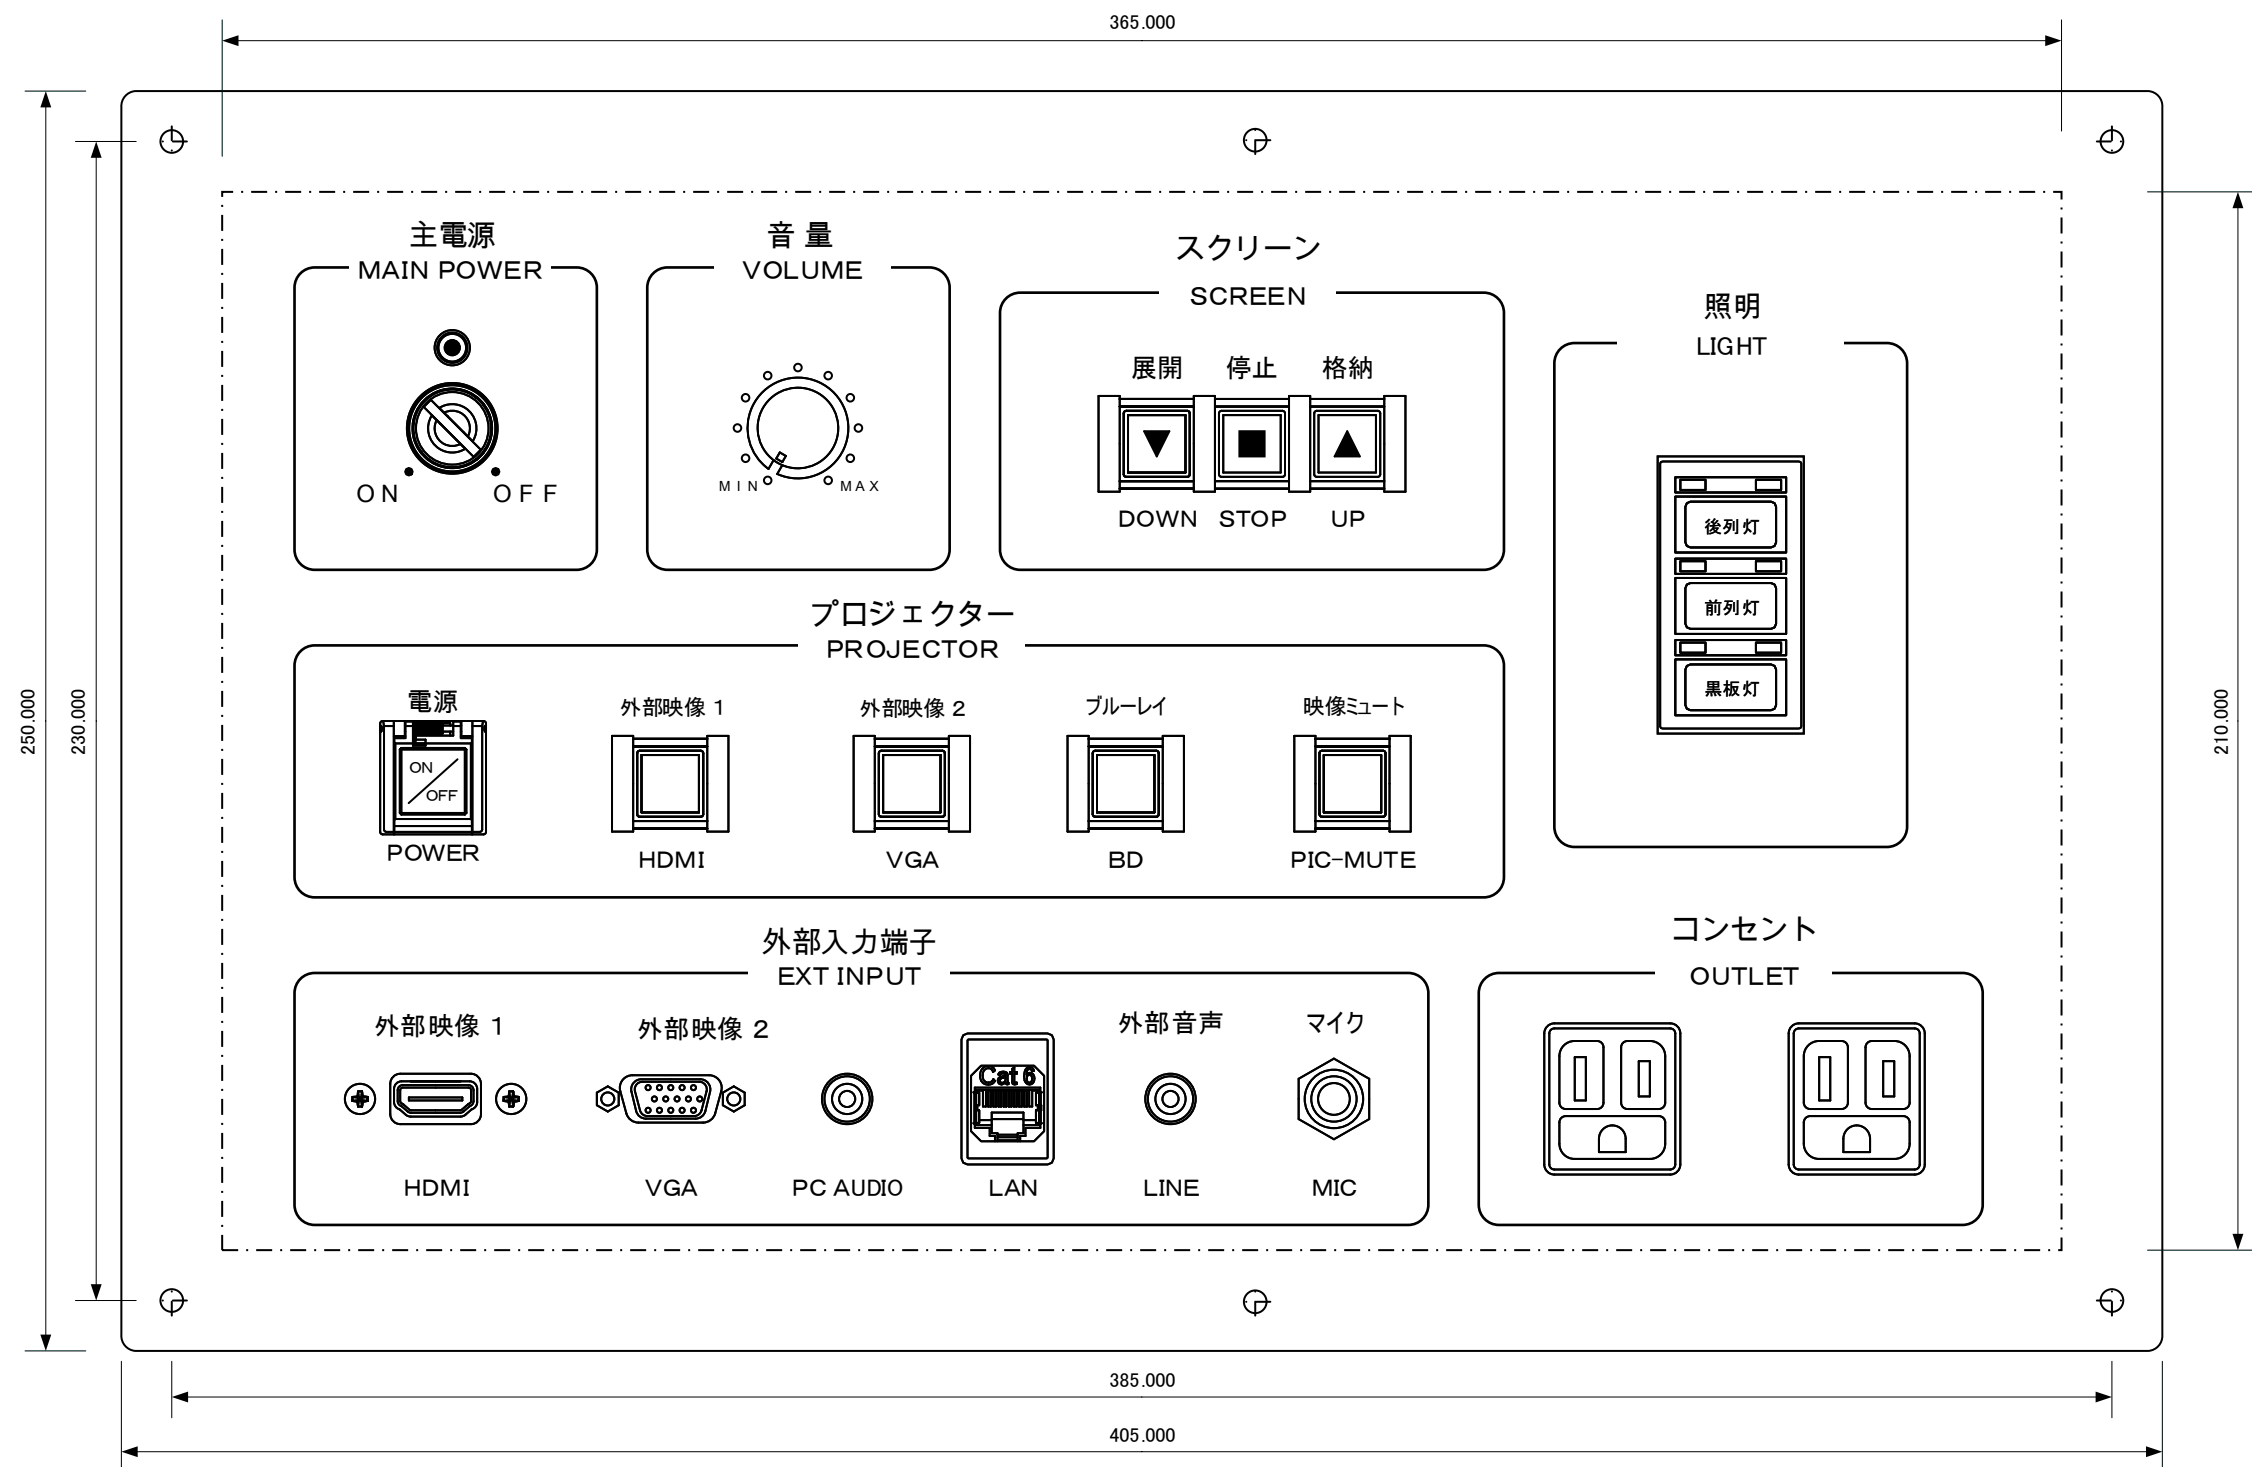 365.000
主電源
MAIN POWER
ON
OFF
音 量
VOLUME
MIN
MAX
スクリーン
SCREEN
展開 停止 格納
DOWN STOP UP
照明
LIGHT
後列灯
前列灯
黒板灯
プロジェクター
PROJECTOR
電源 外部映像 1 外部映像 2 ブルーレイ 映像ミュート
ON
OFF
POWER HDMI VGA BD PIC-MUTE
250.000
230.000
210.000
外部入力端子
EXT INPUT
外部映像 1 外部映像 2 外部音声 マイク
Cat 6
HDMI VGA PC AUDIO LAN LINE MIC
コンセント
OUTLET
385.000
405.000